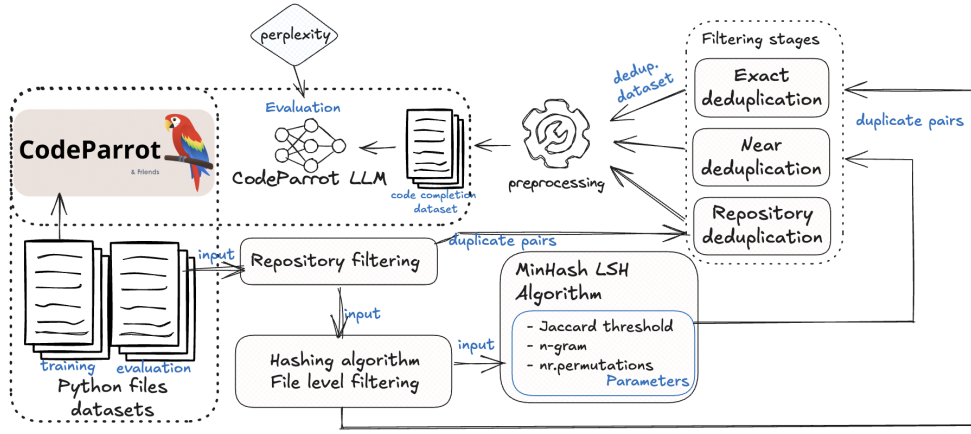 perplexity
Filtering stages
Exact
deduplication
dedup.
dataset
duplicate pairs
Evaluation
CodeParrot
& friends
CodeParrot LLM
code completion
dataset
preprocessing
Near
deduplication
Repository
deduplication
input
Repository filtering
duplicate pairs
MinHash LSH
Algorithm
- Jaccard threshold
- n-gram
- nr.permutations
Parameters
input
input
Hashing algorithm
File level filtering
training
evaluation
Python files
datasets